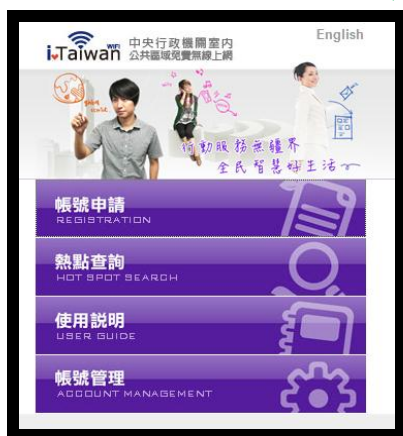 English
i.Taiwan WiFi
中央行政機關室內
公共區域免費無線上網
行動服務無疆界
全民智慧好生活
帳號申請
REGISTRATION
熱點查詢
HOT SPOT SEARCH
使用說明
USER GUIDE
帳號管理
ACCOUNT MANAGEMENT